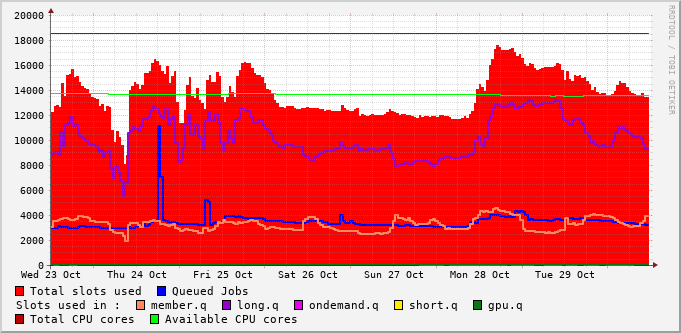 20000
18000
16000
14000
12000
10000
8000
6000
4000
2000
0
Wed 23 Oct Thu 24 Oct Fri 25 Oct Sat 26 Oct Sun 27 Oct Mon 28 Oct Tue 29 Oct
Total slots used Queued Jobs
Slots used in : member.q long.q ondemand.q short.q gpu.q
Total CPU cores Available CPU cores
RRDTOOL / TOBI OETIKER